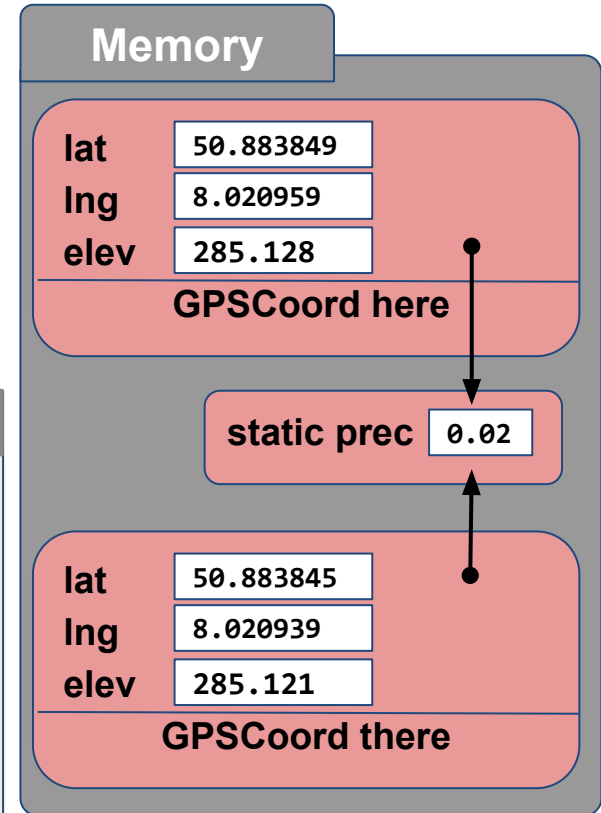 Memory
lat 50.883849
lng 8.020959
elev 285.128
GPSCoord here
static prec 0.02
lat 50.883845
lng 8.020939
elev 285.121
GPSCoord there